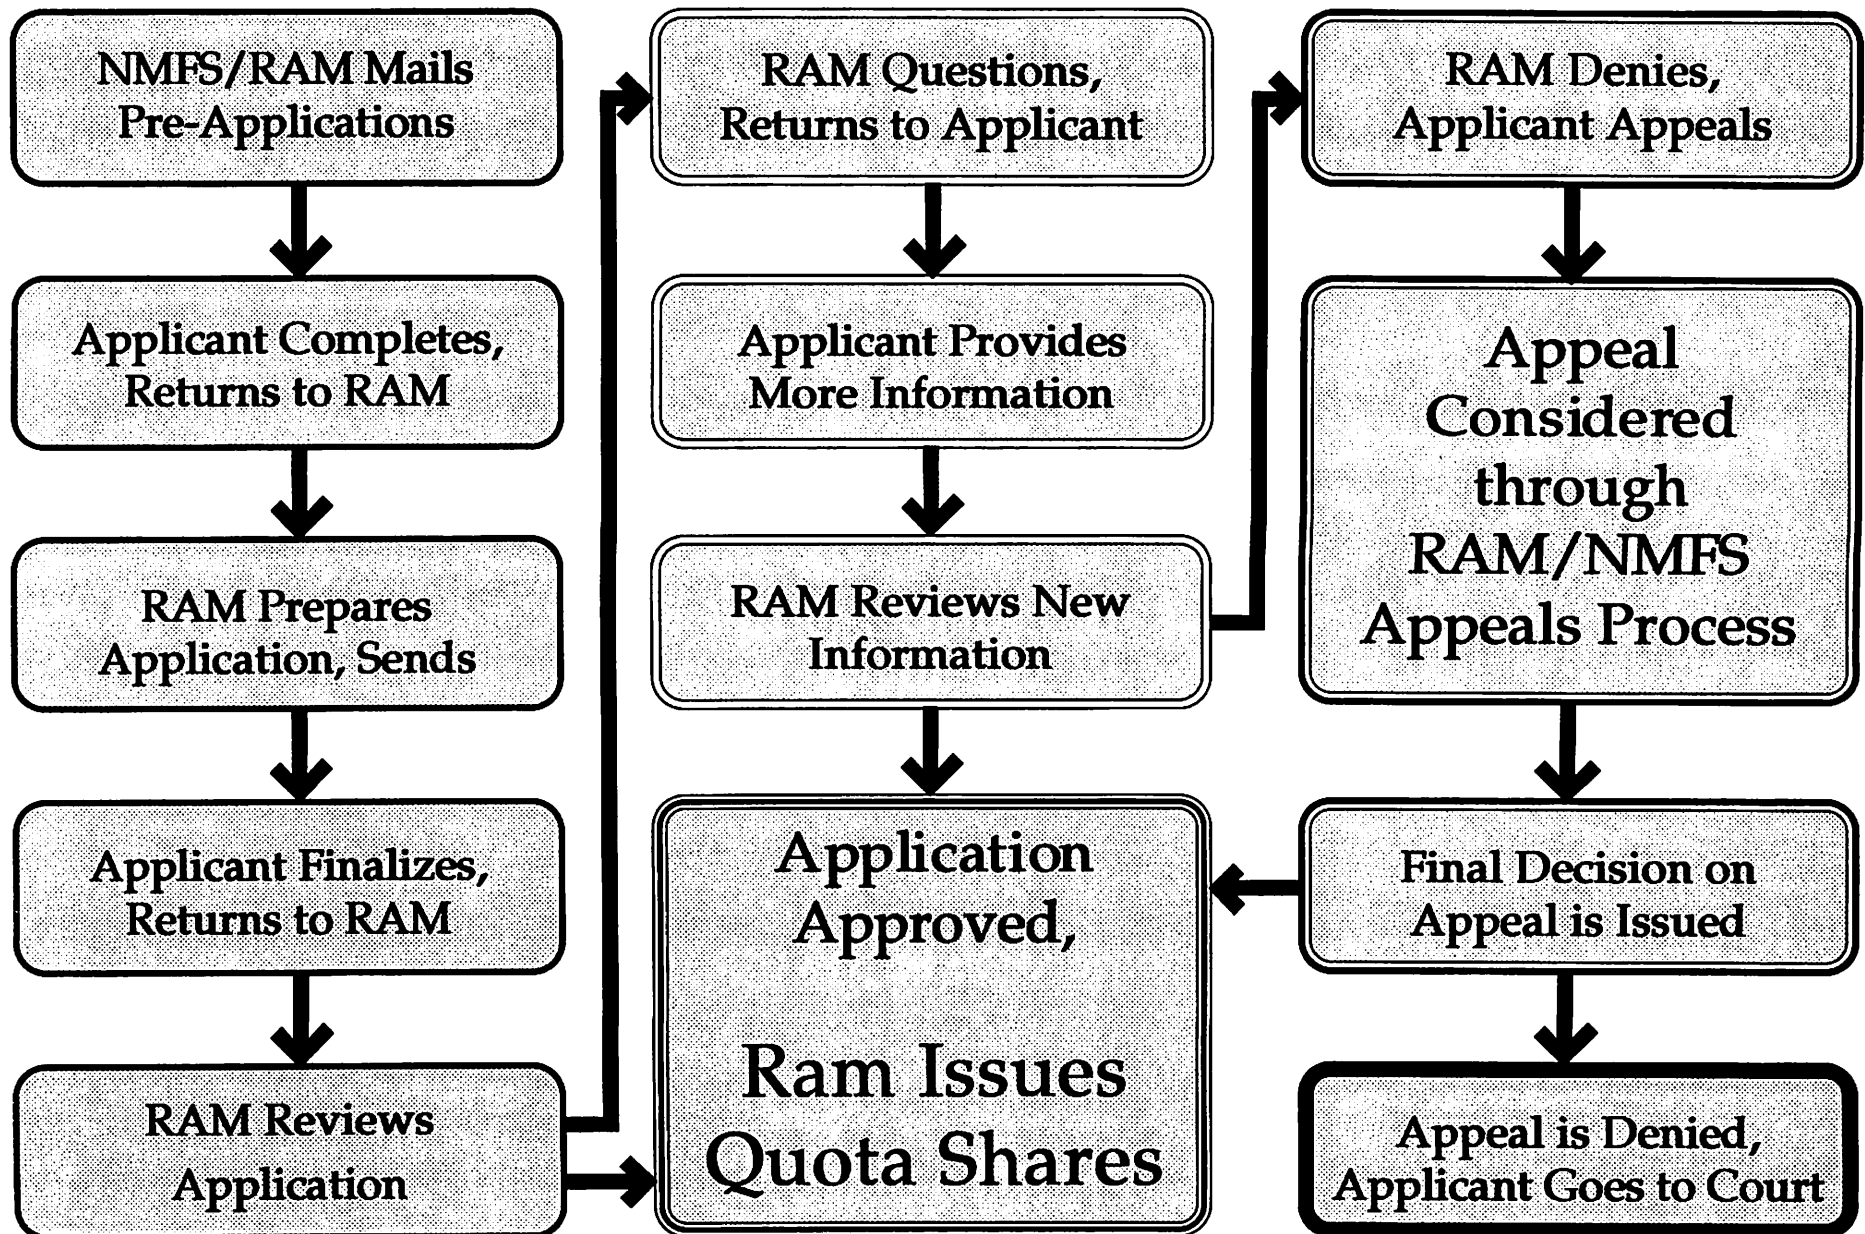 NMFS/RAM Mails
Pre-Applications
Applicant Completes,
Returns to RAM
RAM Prepares
Application, Sends
Applicant Finalizes,
Returns to RAM
RAM Reviews
Application
RAM Questions,
Returns to Applicant
Applicant Provides
More Information
RAM Reviews New
Information
Application
Approved,
Ram Issues
Quota Shares
RAM Denies,
Applicant Appeals
Appeal
Considered
through
RAM/NMFS
Appeals Process
Final Decision on
Appeal is Issued
Appeal is Denied,
Applicant Goes to Court